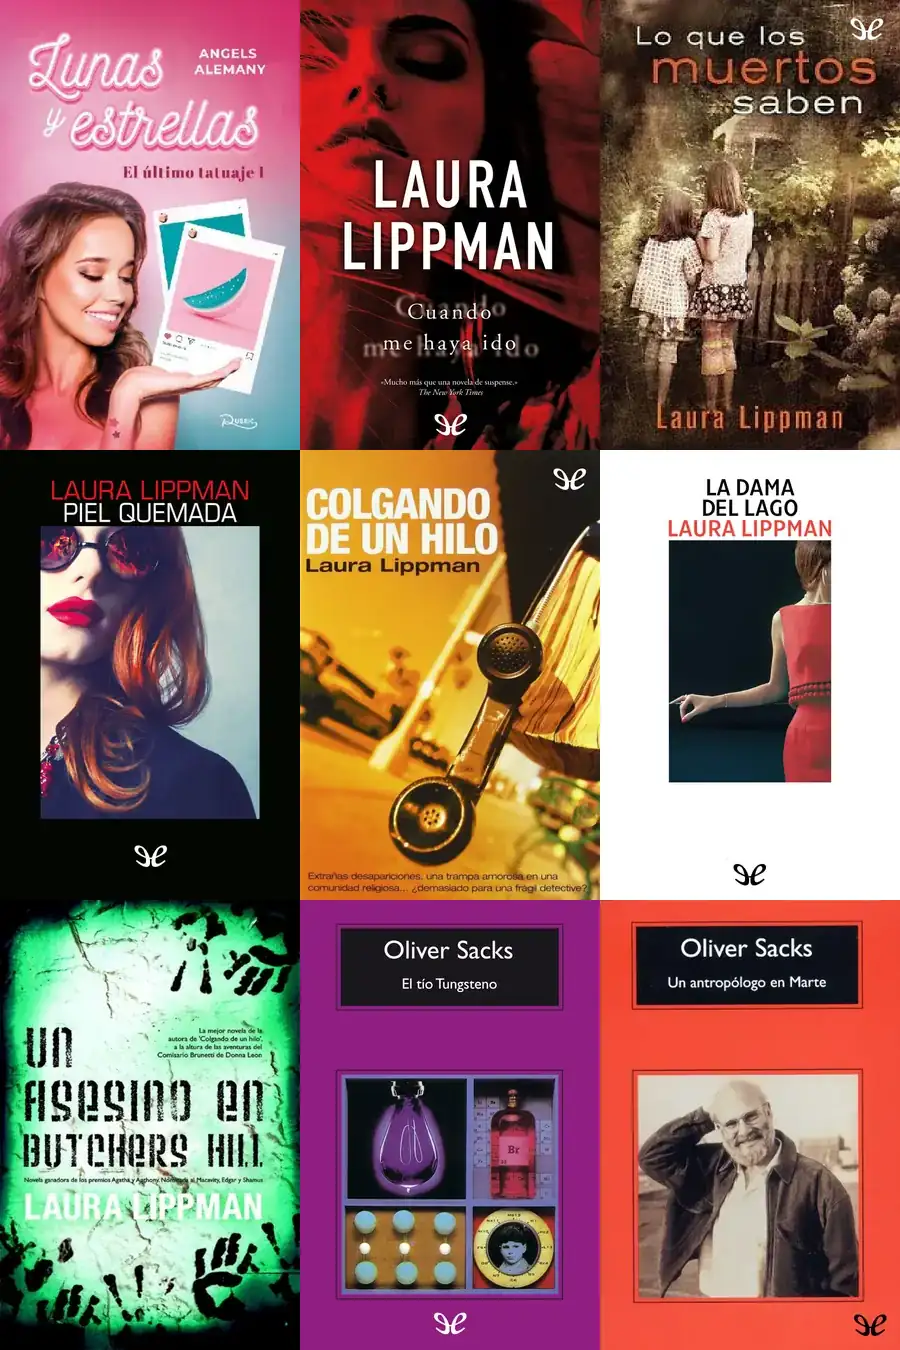 Lunas
y estrellas
ANGELS
ALEMANY
El último tatuaje I
RUBRIC
LAURA
LIPPMAN
Cuando
me haya ido
«Mucho más que una novela de suspense.»
The New York Times
Lo que los
muertos
saben
Laura Lippman
LAURA LIPPMAN
PIEL QUEMADA
COLGANDO
DE UN HILO
Laura Lippman
Extrañas desapariciones, una trampa amorosa en una
comunidad religiosa... ¿demasiado para una frágil detective?
LA DAMA
DEL LAGO
LAURA LIPPMAN
La mejor novela de la
autora de 'Colgando de un hilo',
a la altura de las aventuras del
Comisario Brunetti de Donna Leon
UN
ASESINO EN
BUTCHERS HILL
Novela ganadora de los premios Agatha y Anthony. Nominada al Macavity, Edgar y Shamus
LAURA LIPPMAN
Oliver Sacks
El tío Tungsteno
Br
Oliver Sacks
Un antropólogo en Marte